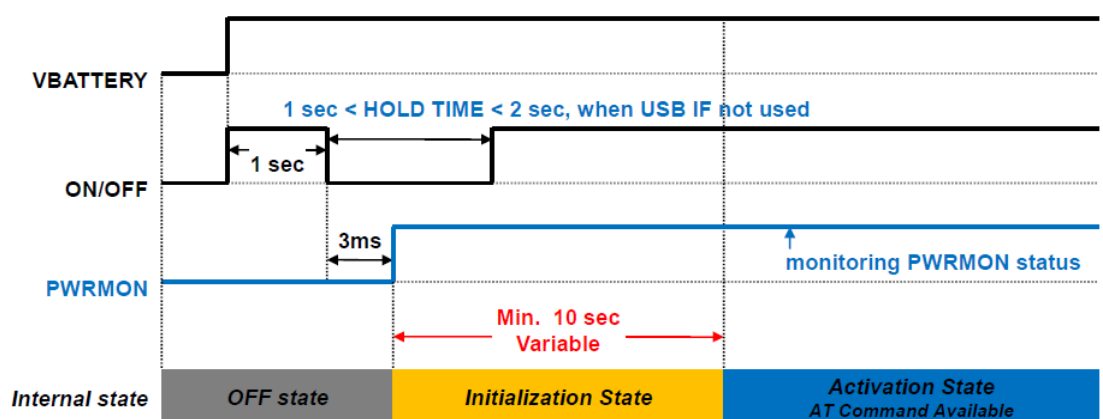 VBATTERY
1 sec < HOLD TIME < 2 sec, when USB IF not used
1 sec
ON/OFF
3ms
monitoring PWRMON status
PWRMON
Min. 10 sec
Variable
Internal state
OFF state
Initialization State
Activation State
AT Command Available